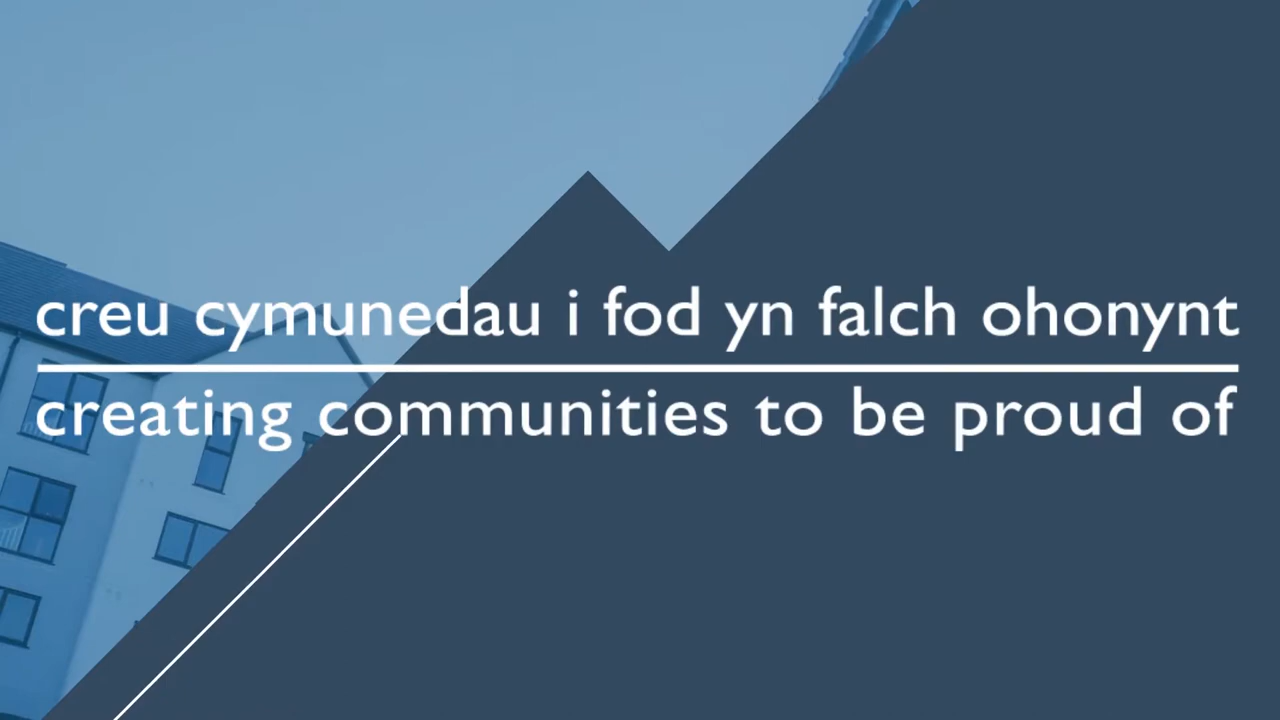 creu cymunedau i fod yn falch ohonynt
creating communities to be proud of